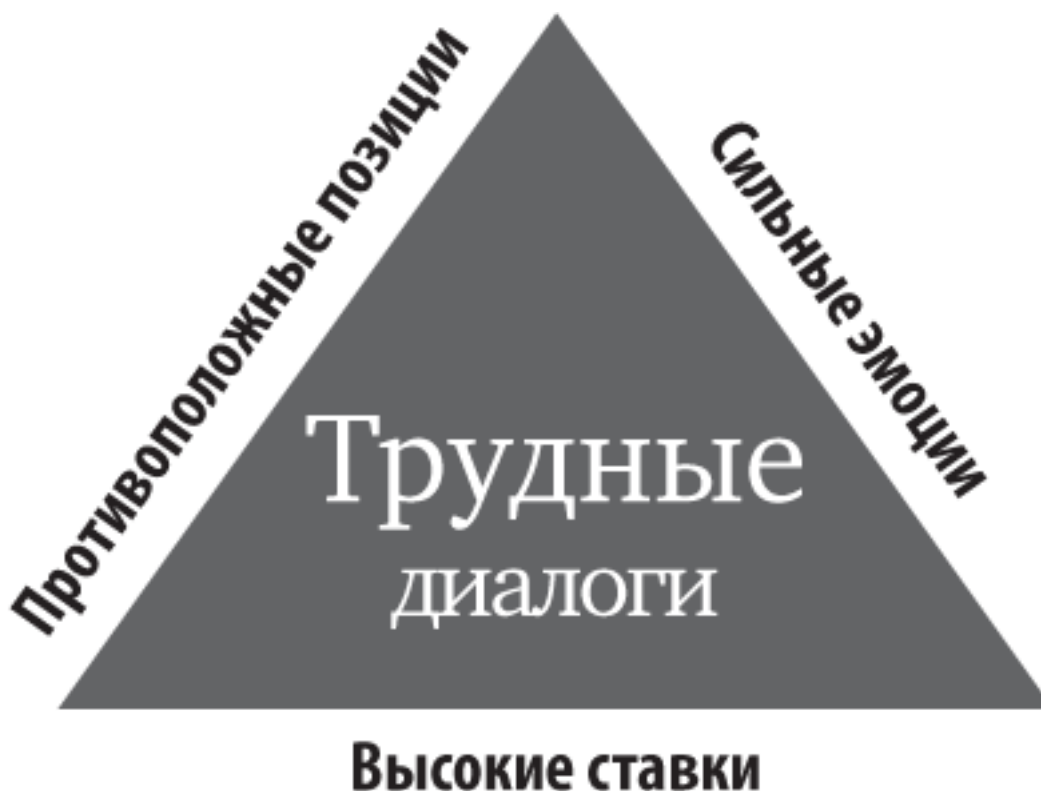 Противоположные позиции
Сильные эмоции
Трудные
диалоги
Высокие ставки